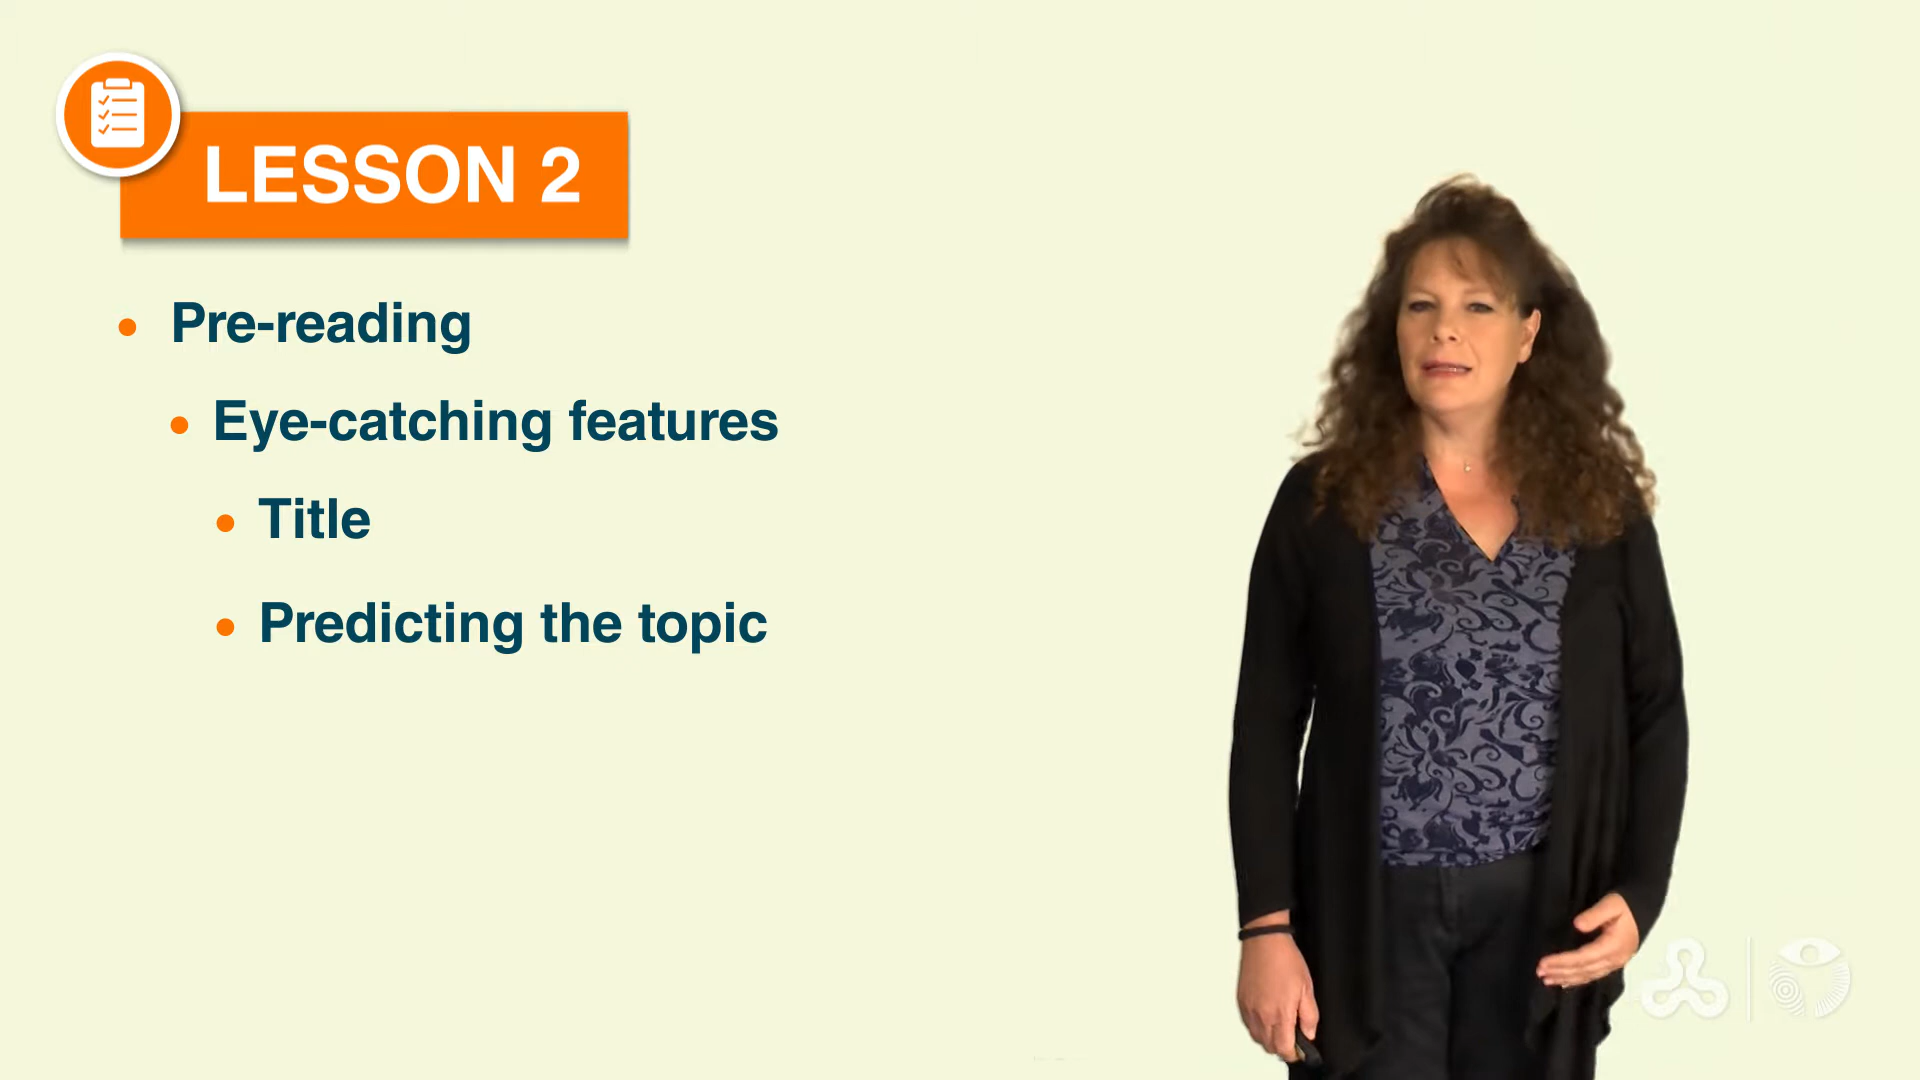 LESSON 2
Pre-reading
Eye-catching features
Title
Predicting the topic